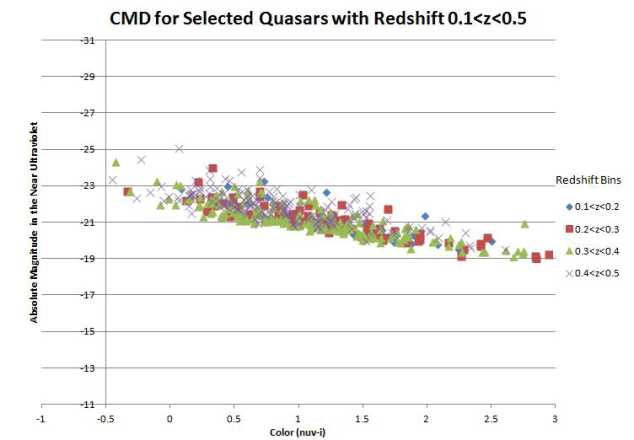 CMD for Selected Quasars with Redshift 0.1<z<0.5
Absolute Magnitude in the Near Ultraviolet
-31
-29
-27
-25
-23
-21
-19
-17
-15
-13
-11
-1
-0.5
0
0.5
1
1.5
2
2.5
3
Color (nuv-i)
Redshift Bins
0.1<z<0.2
0.2<z<0.3
0.3<z<0.4
0.4<z<0.5